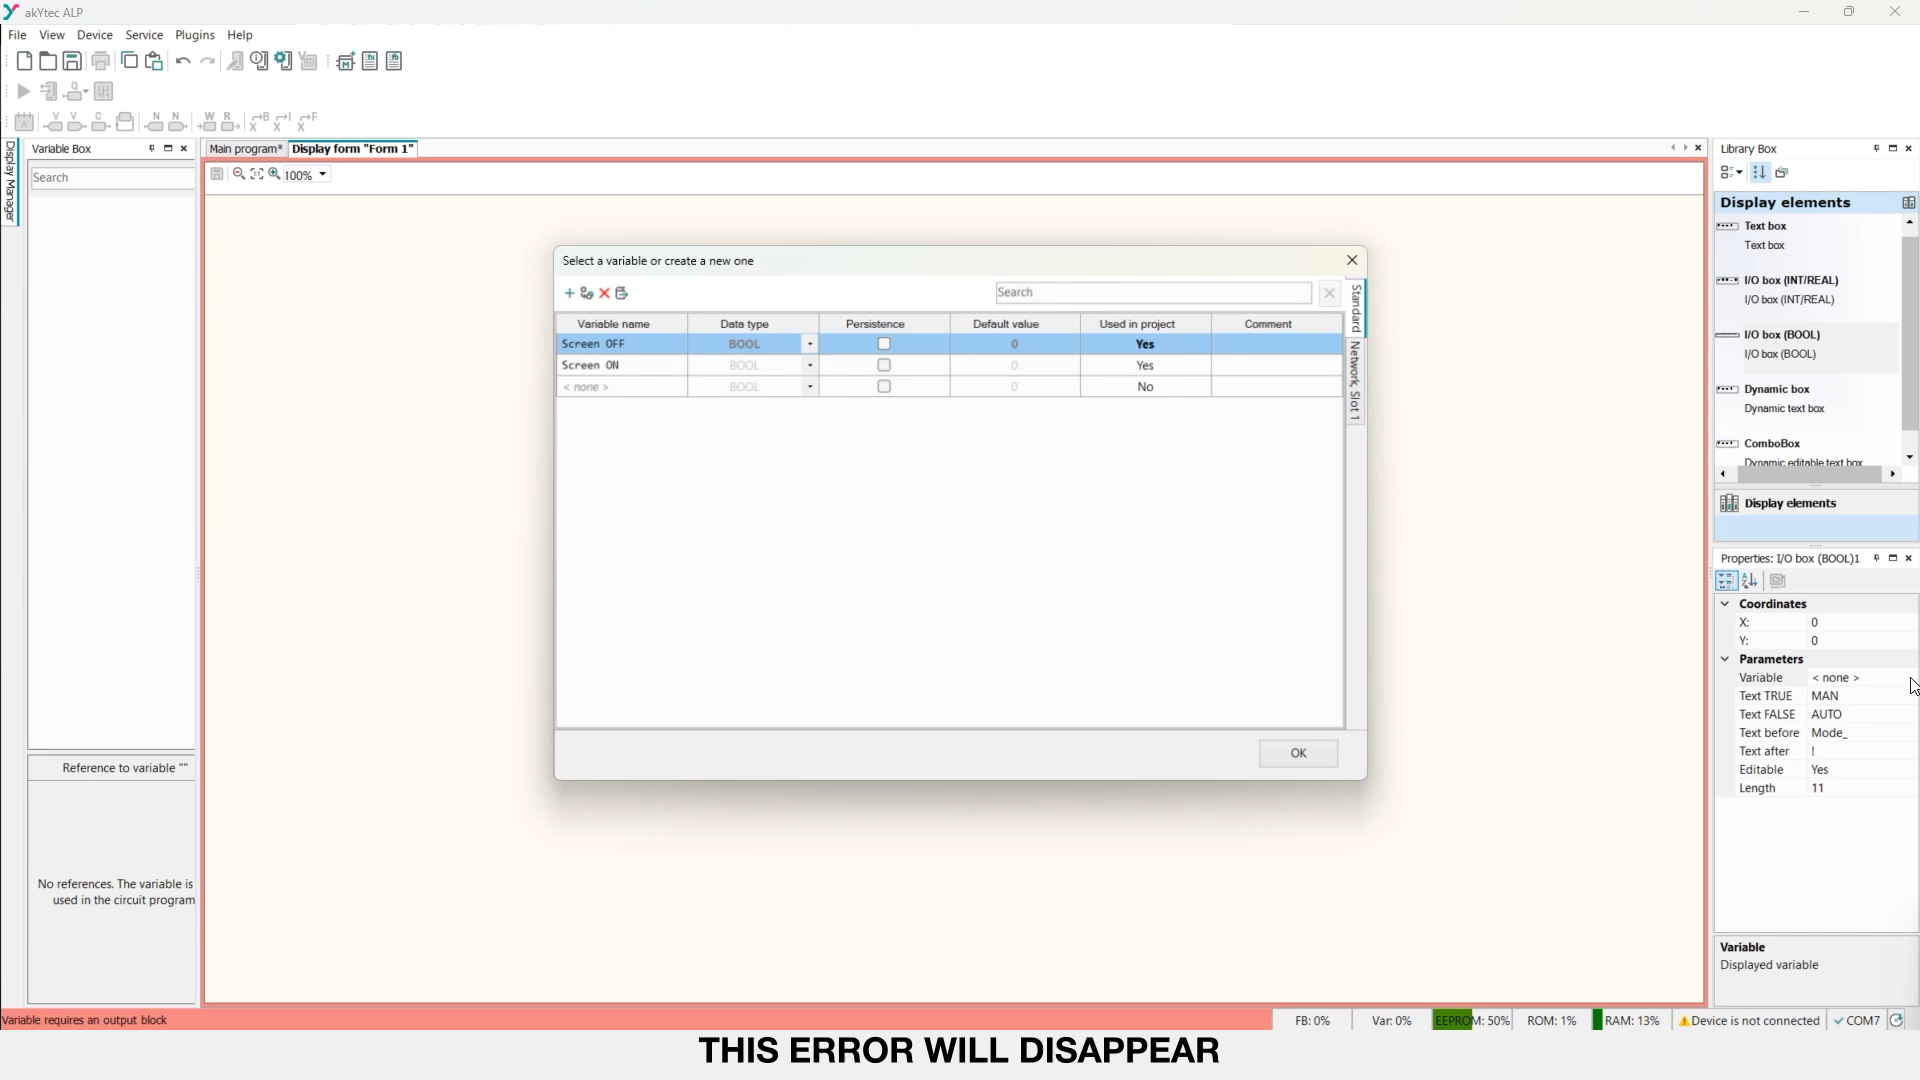 akYtec ALP
File View Device Service Plugins Help
Display Manager
Variable Box
Search
Reference to variable ""
No references. The variable is
used in the circuit program
Main program* Display form "Form 1"
100%
Select a variable or create a new one
Search
Variable name Data type Persistence Default value Used in project Comment
Screen OFF BOOL 0 Yes
Screen ON BOOL 0 Yes
< none > BOOL 0 No
Standard
Network, Slot 1
OK
Library Box
Display elements
Text box
Text box
I/O box (INT/REAL)
I/O box (INT/REAL)
I/O box (BOOL)
I/O box (BOOL)
Dynamic box
Dynamic text box
ComboBox
Dynamic editable text box
Display elements
Properties: I/O box (BOOL)1
Coordinates
X: 0
Y: 0
Parameters
Variable < none >
Text TRUE MAN
Text FALSE AUTO
Text before Mode_
Text after !
Editable Yes
Length 11
Variable
Displayed variable
Variable requires an output block
FB: 0% Var: 0% EEPROM: 50% ROM: 1% RAM: 13% Device is not connected COM7
THIS ERROR WILL DISAPPEAR